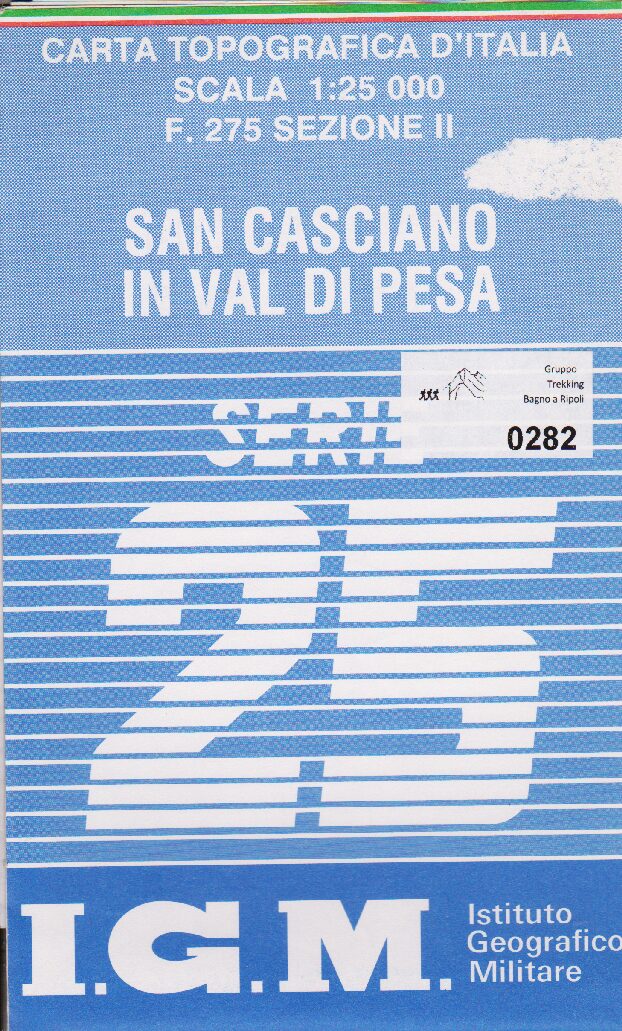 CARTA TOPOGRAFICA D'ITALIA
SCALA 1:25 000
F. 275 SEZIONE II
SAN CASCIANO
IN VAL DI PESA
Gruppo
Trekking
Bagno a Ripoli
0282
SERIE
25
I.G.M.
Istituto
Geografico
Militare